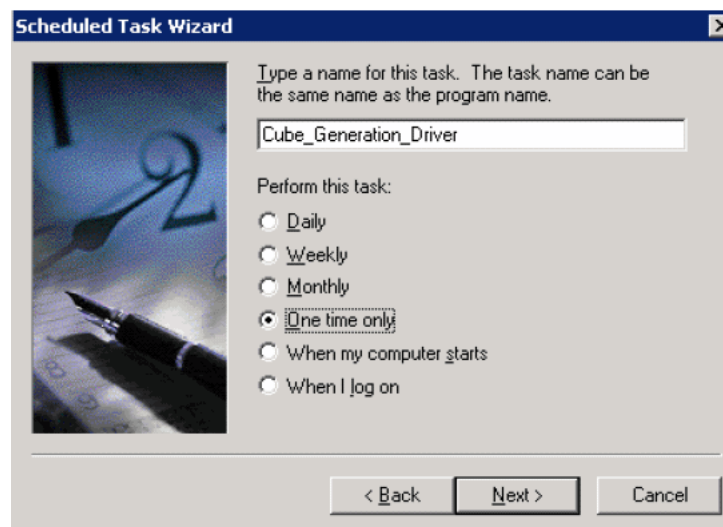 Scheduled Task Wizard
Type a name for this task. The task name can be
the same name as the program name.
Cube_Generation_Driver
Perform this task:
Daily
Weekly
Monthly
One time only
When my computer starts
When I log on
< Back
Next >
Cancel